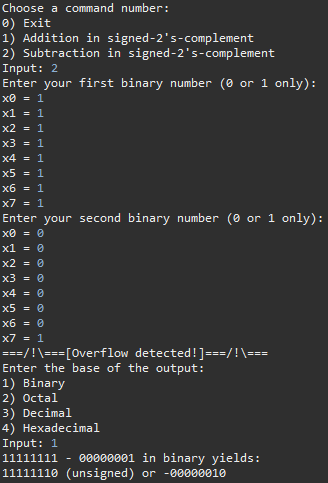 Choose a command number:
0) Exit
1) Addition in signed-2's-complement
2) Subtraction in signed-2's-complement
Input: 2
Enter your first binary number (0 or 1 only):
x0 = 1
x1 = 1
x2 = 1
x3 = 1
x4 = 1
x5 = 1
x6 = 1
x7 = 1
Enter your second binary number (0 or 1 only):
x0 = 0
x1 = 0
x2 = 0
x3 = 0
x4 = 0
x5 = 0
x6 = 0
x7 = 1
===/!\===[Overflow detected!]===/!\===
Enter the base of the output:
1) Binary
2) Octal
3) Decimal
4) Hexadecimal
Input: 1
11111111 - 00000001 in binary yields:
11111110 (unsigned) or -00000010